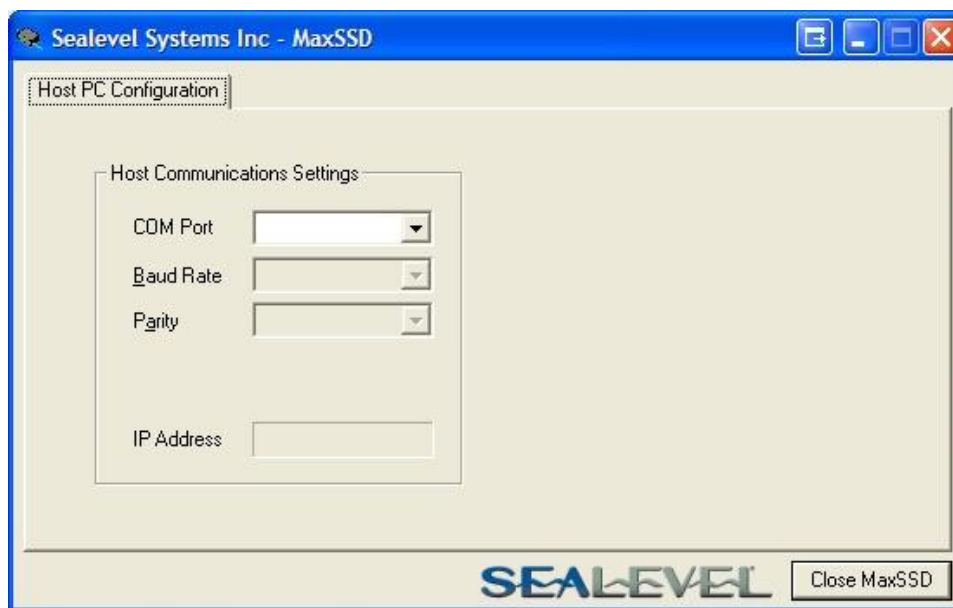 Sealevel Systems Inc - MaxSSD
Host PC Configuration
Host Communications Settings
COM Port
Baud Rate
Parity
IP Address
SEALEVEL
Close MaxSSD